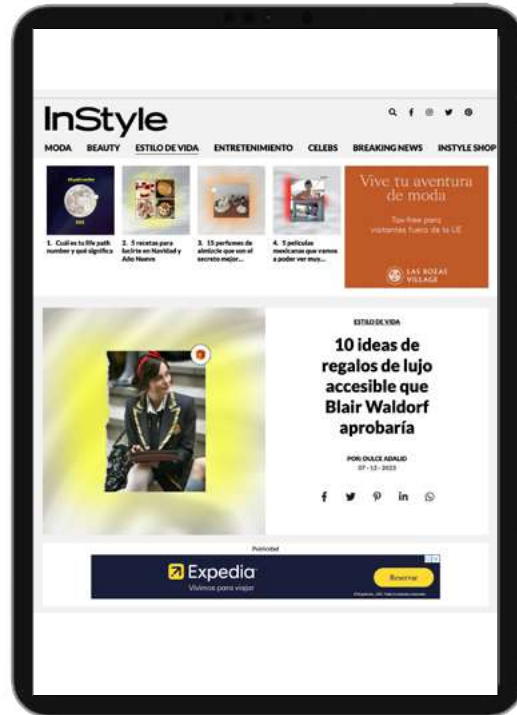 InStyle
MODA BEAUTY ESTILO DE VIDA ENTRETENIMIENTO CELEBS BREAKING NEWS INSTYLE SHOP
1. Cuál es tu life path
number y qué significa
2. 5 recetas para
lucirte en Navidad y
Año Nuevo
3. 15 perfumes de
almizcle que son el
secreto mejor...
4. 5 películas
mexicanas que vamos
a poder ver muy...
Vive tu aventura
de moda
Tax-free para
visitantes fuera de la UE
LAS ROZAS
VILLAGE
ESTILO DE VIDA
10 ideas de
regalos de lujo
accesible que
Blair Waldorf
aprobaría
POR: DULCE ADALID
07 - 12 - 2023
Publicidad
Expedia
Vivimos para viajar
Reservar